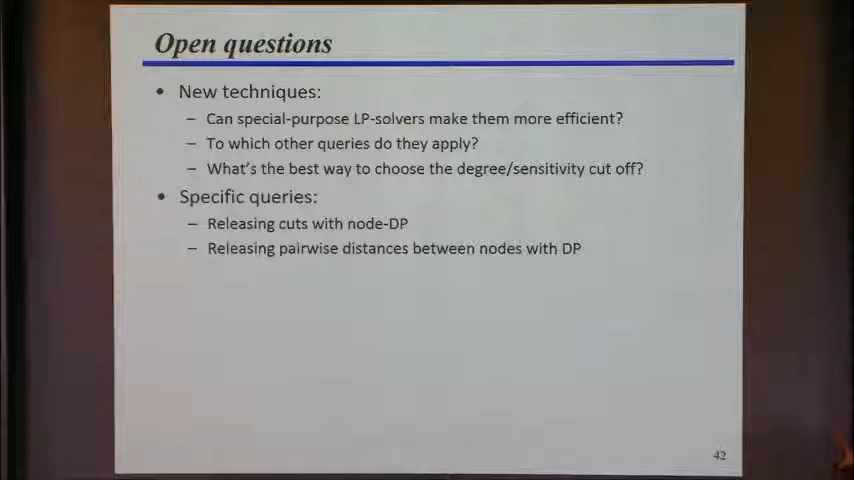 Open questions
• New techniques:
– Can special-purpose LP-solvers make them more efficient?
– To which other queries do they apply?
– What's the best way to choose the degree/sensitivity cut off?
• Specific queries:
– Releasing cuts with node-DP
– Releasing pairwise distances between nodes with DP
42